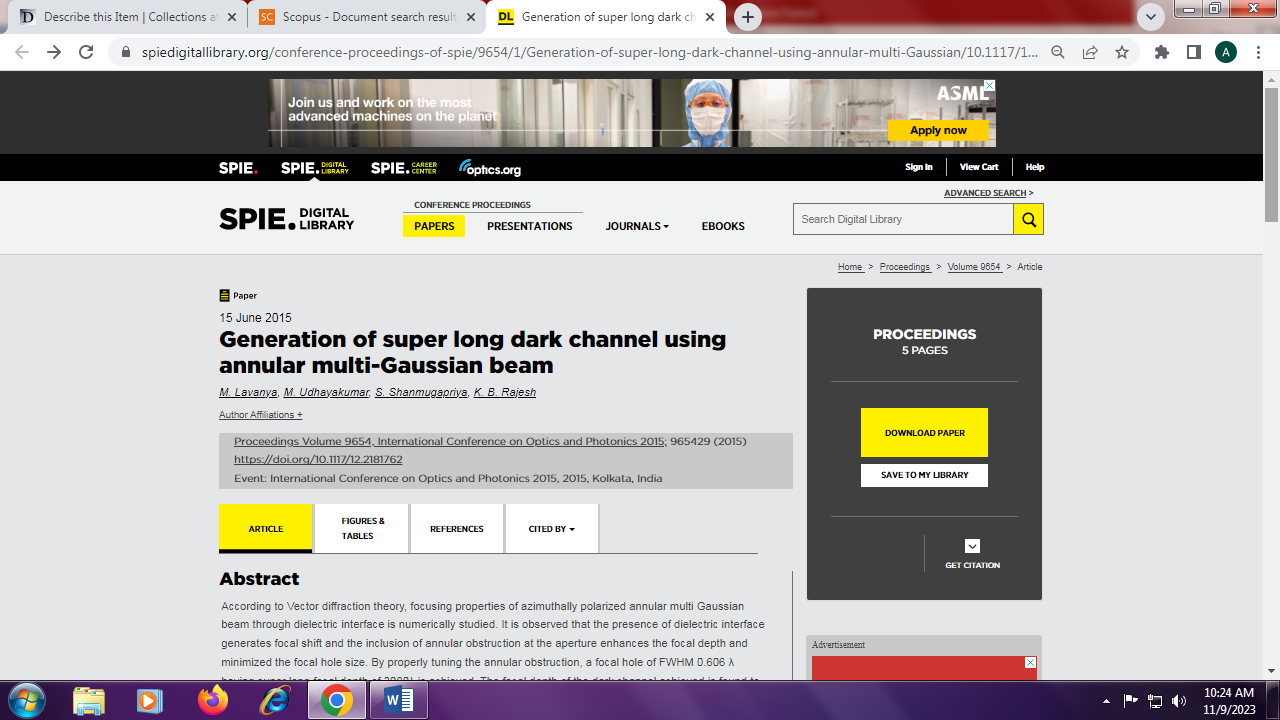 Describe this Item | Collections at
Scopus - Document search result
DL
Generation of super long dark ch
spiedigitallibrary.org/conference-proceedings-of-spie/9654/1/Generation-of-super-long-dark-channel-using-annular-multi-Gaussian/10.1117/1...
A
Join us and work on the most
advanced machines on the planet
ASML
Apply now
SPIE. SPIE. DIGITAL LIBRARY SPIE. CAREER CENTER optics.org
Sign In View Cart Help
ADVANCED SEARCH >
SPIE. DIGITAL LIBRARY
CONFERENCE PROCEEDINGS
PAPERS PRESENTATIONS JOURNALS EBOOKS
Search Digital Library
Home > Proceedings > Volume 9654 > Article
Paper
15 June 2015
Generation of super long dark channel using
annular multi-Gaussian beam
M. Lavanya, M. Udhayakumar, S. Shanmugapriya, K. B. Rajesh
Author Affiliations +
Proceedings Volume 9654, International Conference on Optics and Photonics 2015; 965429 (2015)
https://doi.org/10.1117/12.2181762
Event: International Conference on Optics and Photonics 2015, 2015, Kolkata, India
ARTICLE
FIGURES &
TABLES
REFERENCES
CITED BY
Abstract
According to Vector diffraction theory, focusing properties of azimuthally polarized annular multi Gaussian
beam through dielectric interface is numerically studied. It is observed that the presence of dielectric interface
generates focal shift and the inclusion of annular obstruction at the aperture enhances the focal depth and
minimized the focal hole size. By properly tuning the annular obstruction, a focal hole of FWHM 0.606 λ
PROCEEDINGS
5 PAGES
DOWNLOAD PAPER
SAVE TO MY LIBRARY
GET CITATION
Advertisement
10:24 AM
11/9/2023